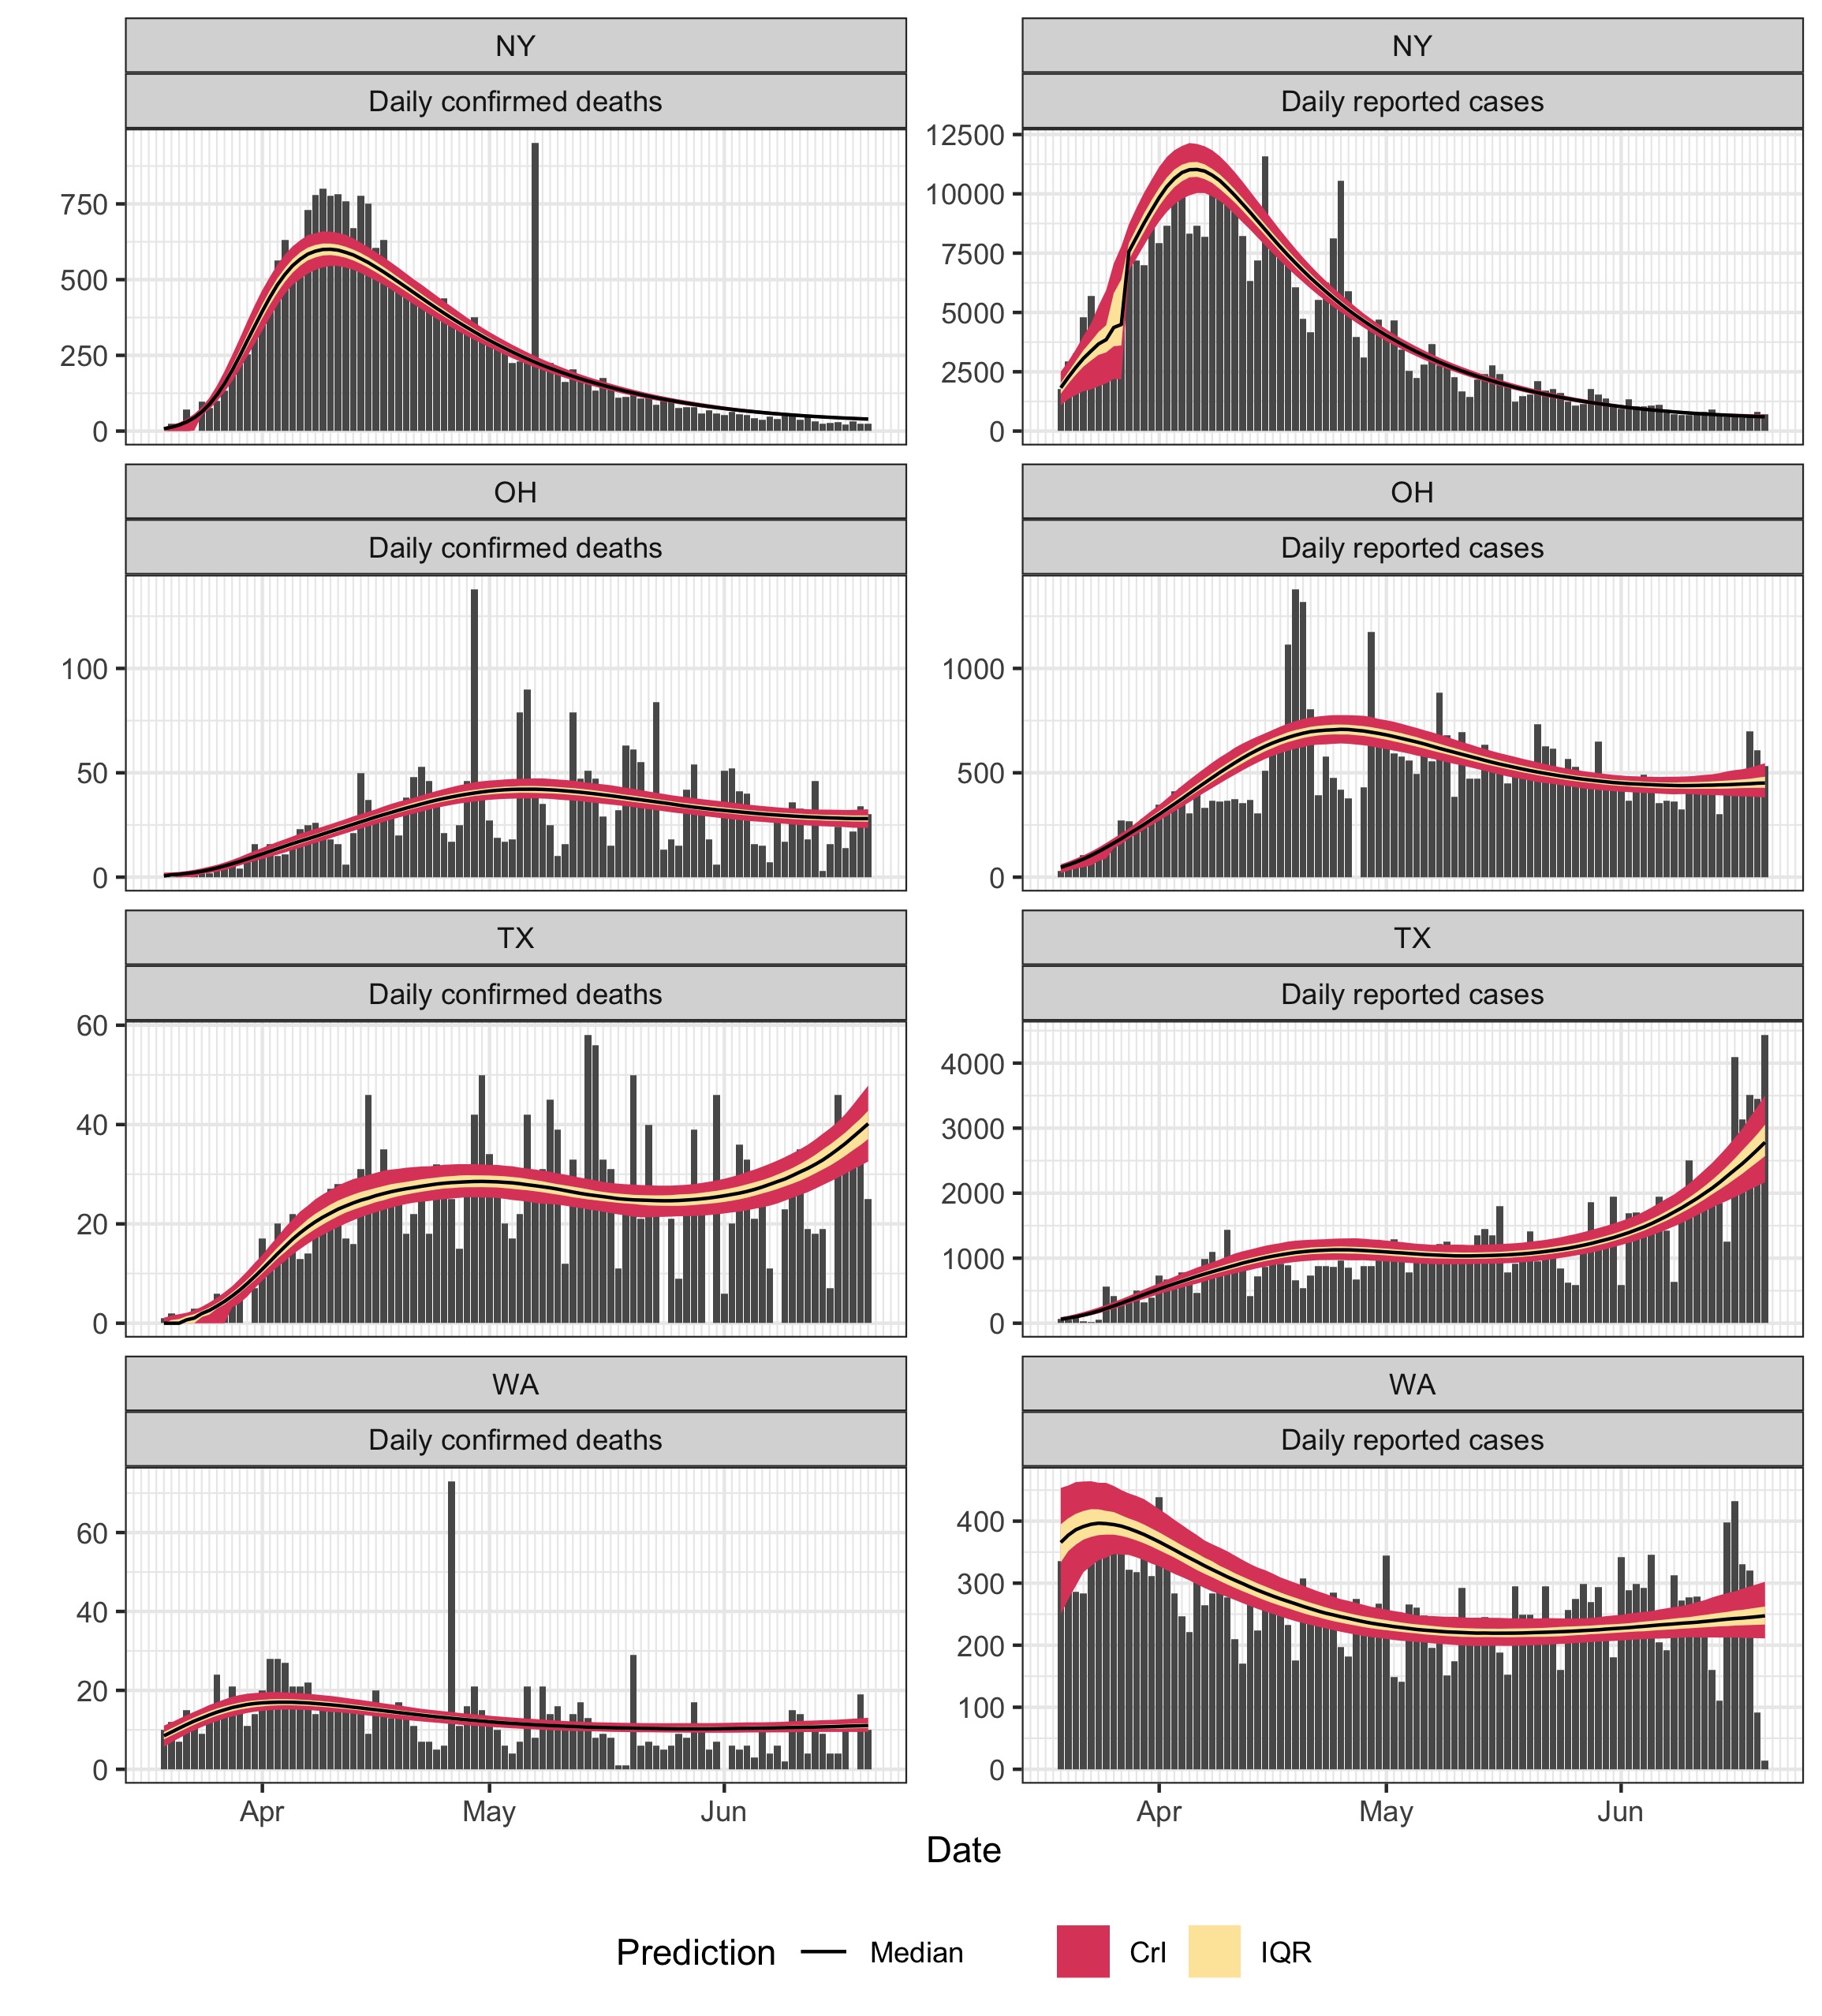 NY
NY
Daily confirmed deaths
Daily reported cases
750
500
250
0
12500
10000
7500
5000
2500
0
OH
OH
Daily confirmed deaths
Daily reported cases
100
50
0
1000
500
0
TX
TX
Daily confirmed deaths
Daily reported cases
60
40
20
0
4000
3000
2000
1000
0
WA
WA
Daily confirmed deaths
Daily reported cases
60
40
20
0
400
300
200
100
0
Apr May Jun
Apr May Jun
Date
Prediction Median CrI IQR